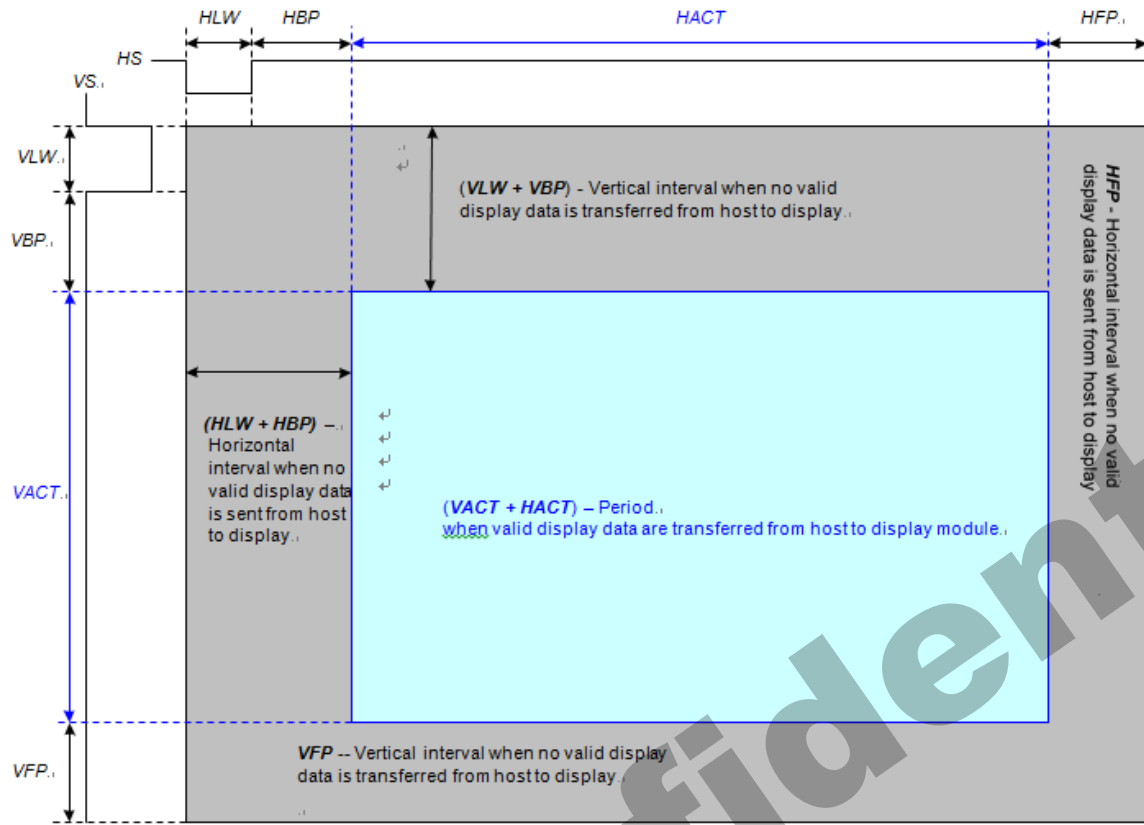 HLW HBP HACT HFP
HS
VS
VLW
(VLW + VBP) - Vertical interval when no valid
display data is transferred from host to display.
HFP - Horizontal interval when no valid
display data is sent from host to display
VBP
(HLW + HBP) –
Horizontal
interval when no
valid display data
is sent from host
to display.
VACT
(VACT + HACT) – Period
when valid display data are transferred from host to display module.
VFP -- Vertical interval when no valid display
data is transferred from host to display.
VFP
fident